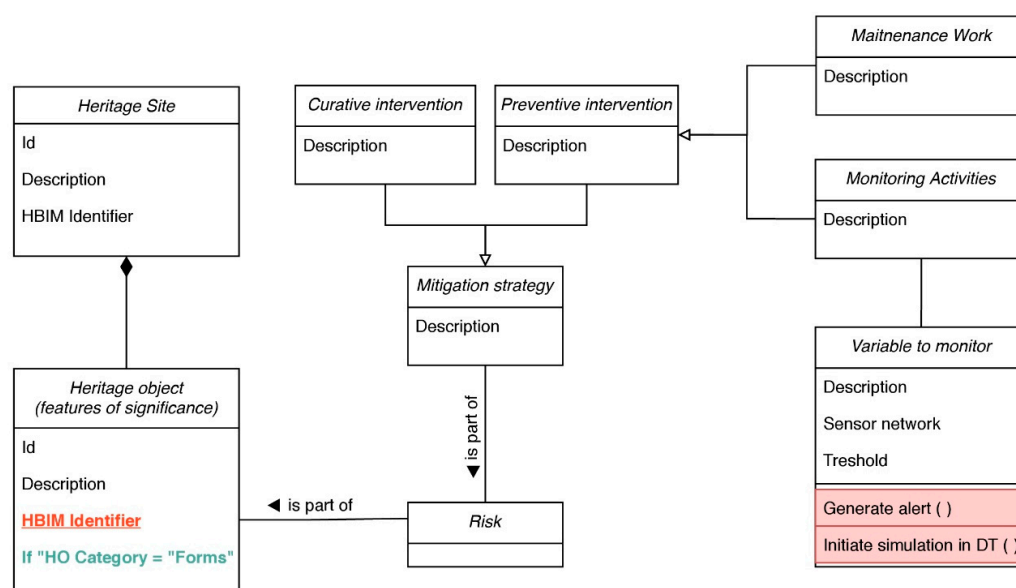 Maitnenance Work
Description
Heritage Site
Id
Description
HBIM Identifier
Curative intervention
Description
Preventive intervention
Description
Monitoring Activities
Description
Mitigation strategy
Description
Variable to monitor
Description
Sensor network
Treshold
Generate alert ( )
Initiate simulation in DT ( )
Heritage object
(features of significance)
Id
Description
HBIM Identifier
If "HO Category = "Forms"
◀ is part of
◀ is part of
Risk